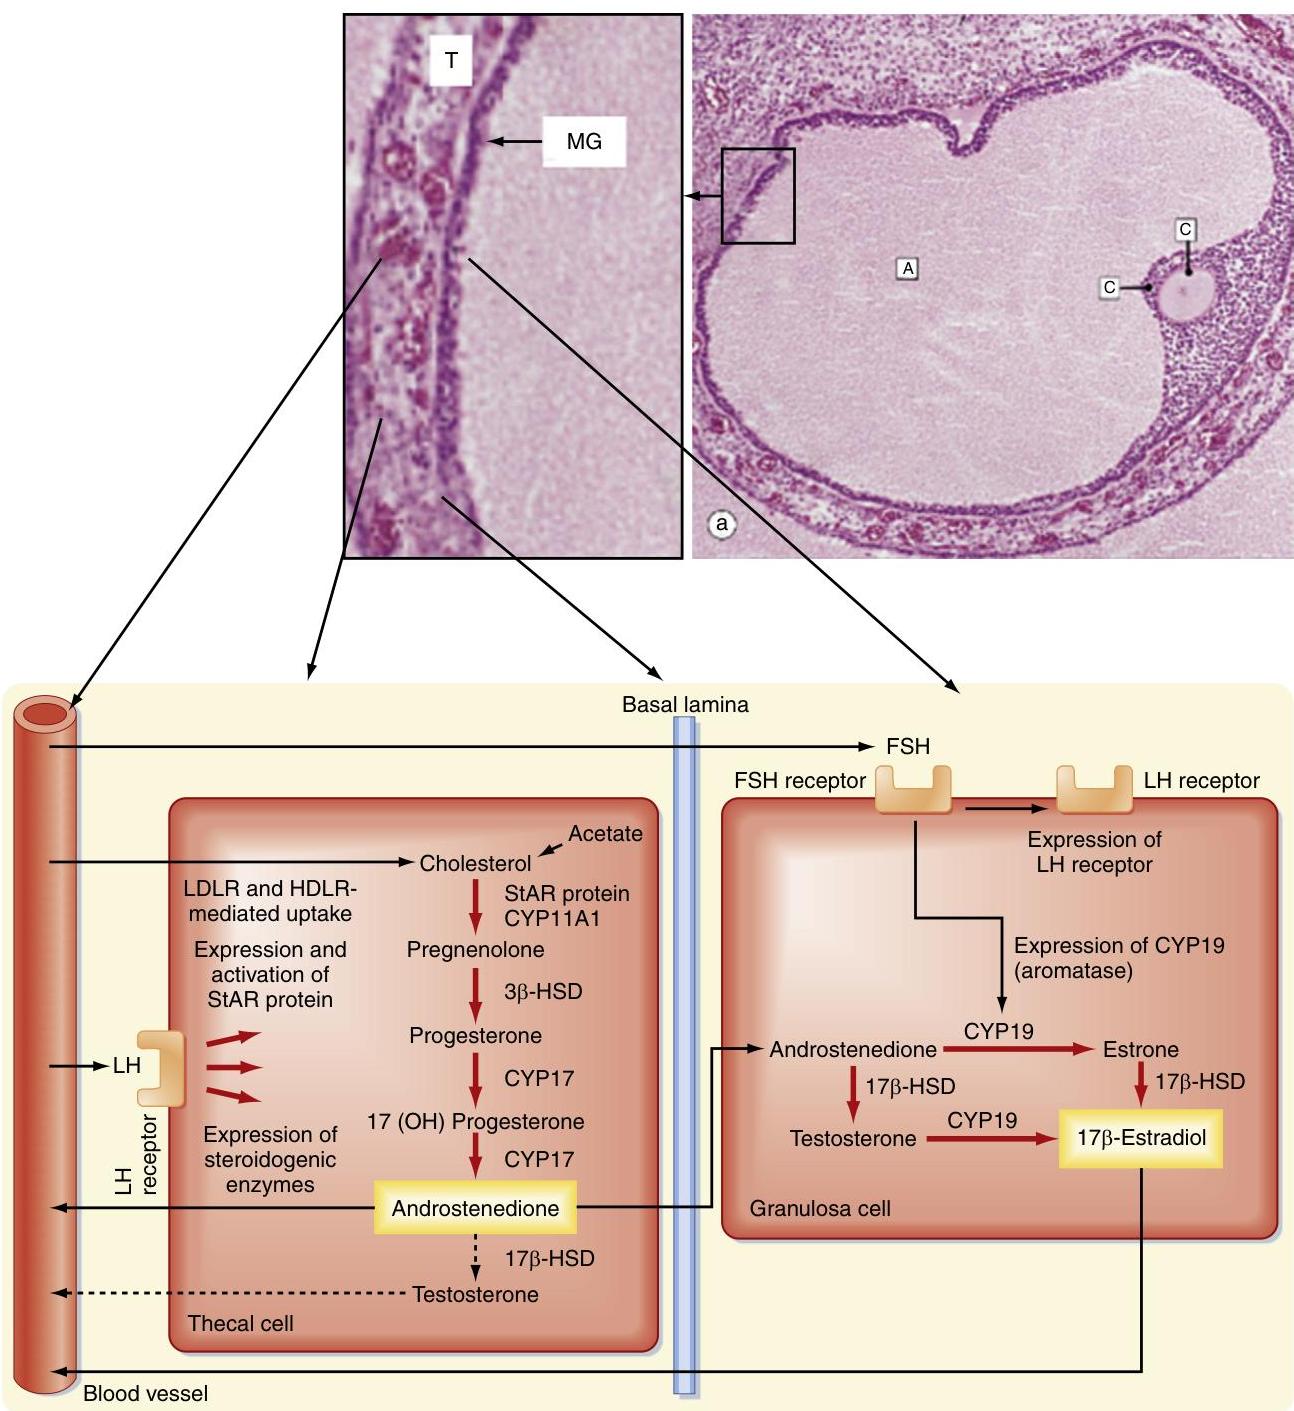 T
MG
C
C
A
a
Basal lamina
FSH
FSH receptor
LH receptor
Expression of
LH receptor
Acetate
Cholesterol
LDLR and HDLR-
mediated uptake
StAR protein
CYP11A1
Expression and
activation of
StAR protein
Pregnenolone
3β-HSD
Progesterone
LH
LH
receptor
CYP17
17 (OH) Progesterone
CYP17
Expression of
steroidogenic
enzymes
Androstenedione
17β-HSD
Testosterone
Thecal cell
Expression of CYP19
(aromatase)
CYP19
Androstenedione
Estrone
17β-HSD
17β-HSD
Testosterone
CYP19
17β-Estradiol
Granulosa cell
Blood vessel